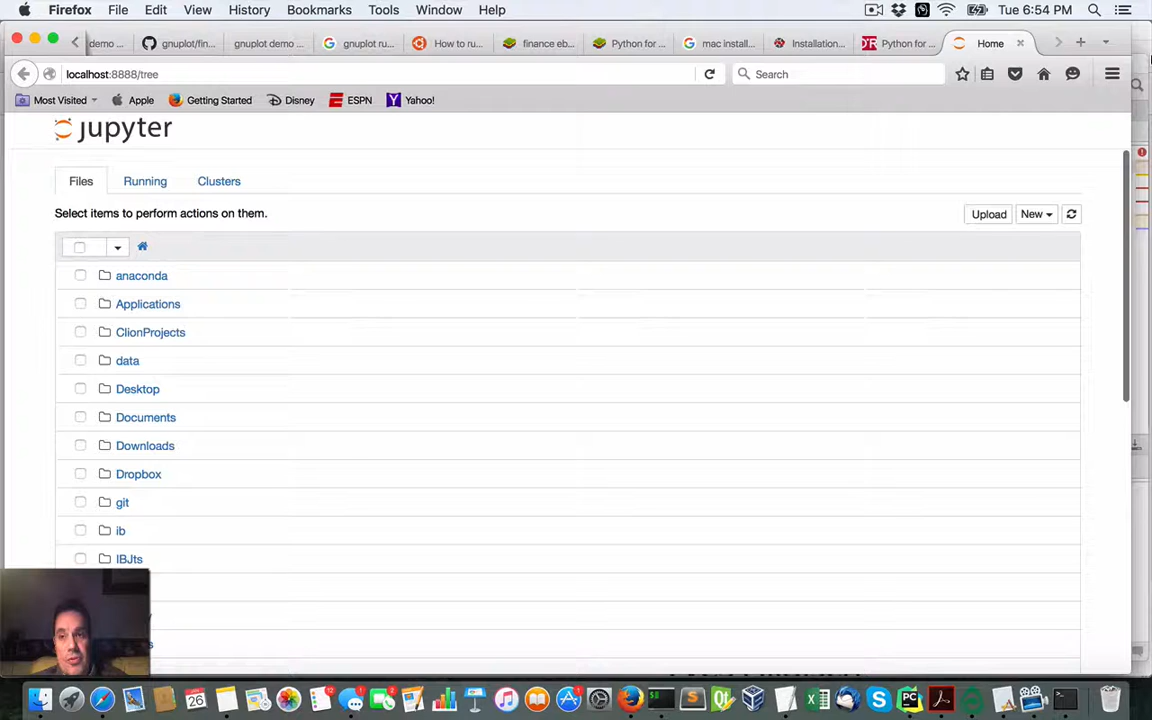 Firefox File Edit View History Bookmarks Tools Window Help Tue 6:54 PM
demo ... gnuplot/fin... gnuplot demo ... gnuplot ru... How to ru... finance eb... Python for ... mac install... Installation... Python for ... Home
localhost:8888/tree Search
Most Visited Apple Getting Started Disney ESPN Yahoo!
jupyter
Files Running Clusters
Select items to perform actions on them. Upload New
anaconda
Applications
ClionProjects
data
Desktop
Documents
Downloads
Dropbox
git
ib
IBJts